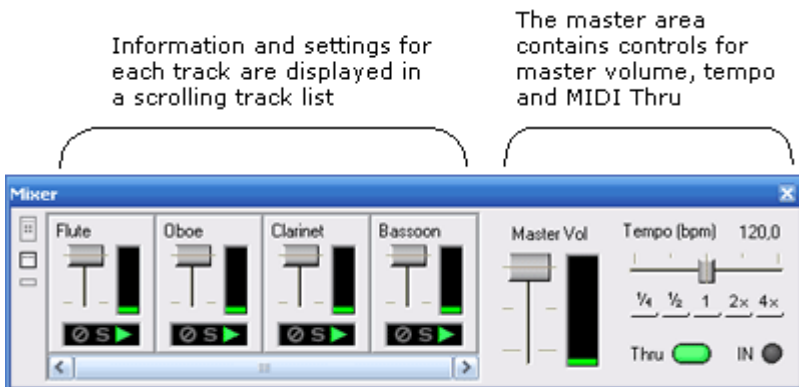 Information and settings for
each track are displayed in
a scrolling track list
The master area
contains controls for
master volume, tempo
and MIDI Thru
Mixer
Flute
Oboe
Clarinet
Bassoon
S
S
S
S
Master Vol
Tempo (bpm) 120,0
1/4 1/2 1 2x 4x
Thru IN